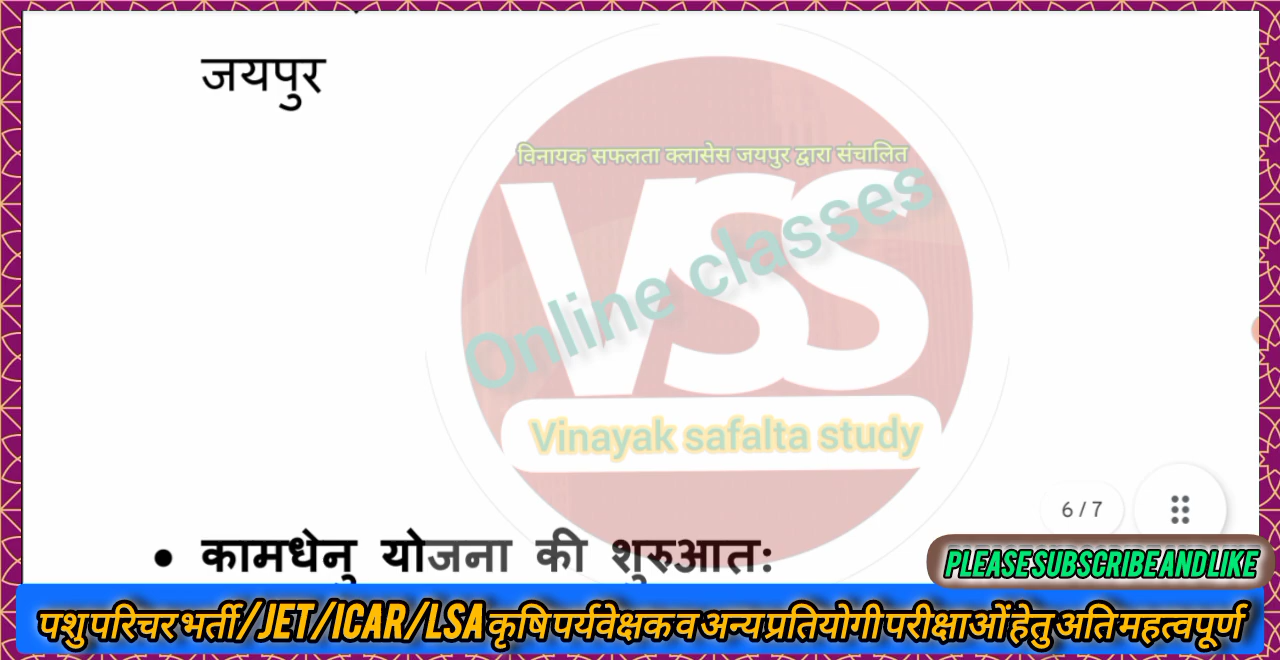 जयपुर
विनायक सफलता क्लासेस जयपुर द्वारा संचालित
VSS
Online classes
Vinayak safalta study
6 / 7
• कामधेनु योजना की शुरुआत:
PLEASE SUBSCRIBE AND LIKE
पशु परिचर भर्ती/ JET/ICAR/LSA कृषि पर्यवेक्षक व अन्य प्रतियोगी परीक्षाओं हेतु अति महत्वपूर्ण